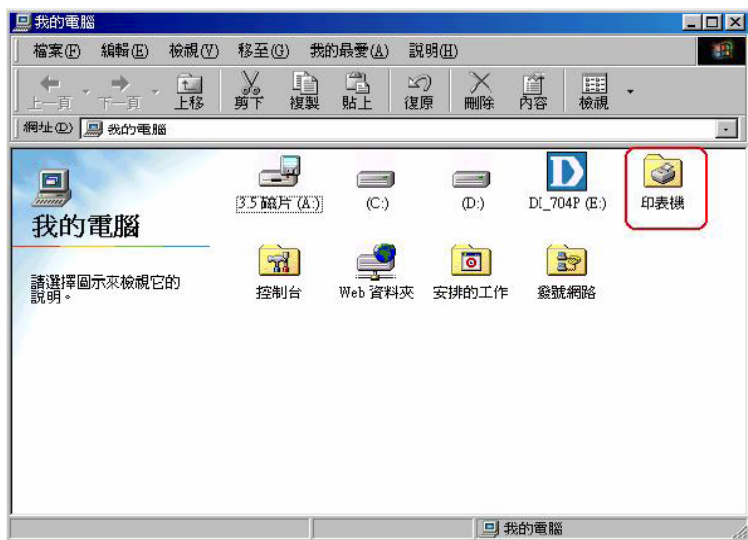 我的電腦
檔案(F) 編輯(E) 檢視(V) 移至(G) 我的最愛(A) 說明(H)
上一頁 下一頁 上移 剪下 複製 貼上 復原 刪除 內容 檢視
網址(D) 我的電腦
3.5 磁片 (A:) (C:) (D:) DI_704P (E:) 印表機
我的電腦
控制台 Web 資料夾 安排的工作 撥號網路
請選擇圖示來檢視它的
說明。
我的電腦